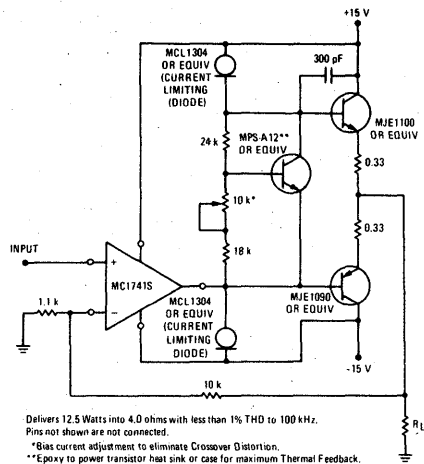 +15 V
MCL1304
OR EQUIV
(CURRENT
LIMITING
(DIODE)
300 pF
MPS-A12**
OR EQUIV
MJE1100
OR EQUIV
24 k
0.33
10 k*
0.33
18 k
INPUT
+
MC1741S
−
MCL1304
OR EQUIV
(CURRENT
LIMITING
DIODE)
MJE1090
OR EQUIV
1.1 k
-15 V
10 k
RL
Delivers 12.5 Watts into 4.0 ohms with less than 1% THD to 100 kHz.
Pins not shown are not connected.
*Bias current adjustment to eliminate Crossover Distortion.
**Epoxy to power transistor heat sink or case for maximum Thermal Feedback.